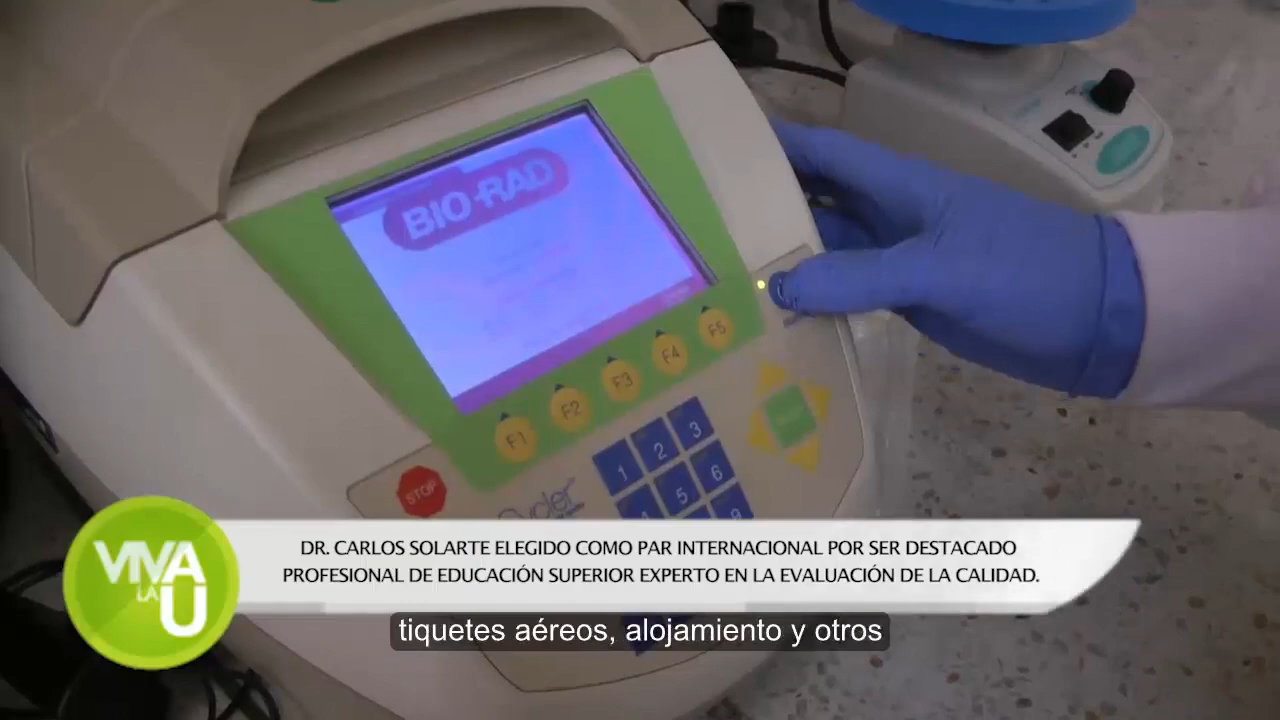 BIO-RAD
F1 F2 F3 F4 F5
STOP
1 2 3
5 6
Cycler
VIVA
LA
U
DR. CARLOS SOLARTE ELEGIDO COMO PAR INTERNACIONAL POR SER DESTACADO
PROFESIONAL DE EDUCACIÓN SUPERIOR EXPERTO EN LA EVALUACIÓN DE LA CALIDAD.
tiquetes aéreos, alojamiento y otros